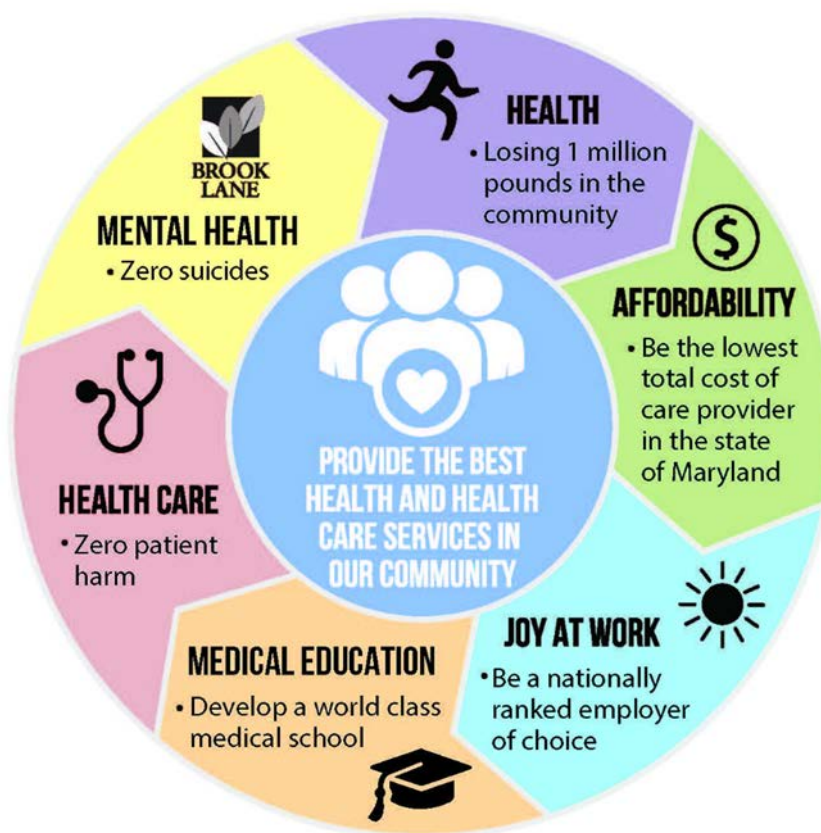 HEALTH
• Losing 1 million
pounds in the
community
$
AFFORDABILITY
• Be the lowest
total cost of
care provider
in the state
of Maryland
JOY AT WORK
• Be a nationally
ranked employer
of choice
MEDICAL EDUCATION
• Develop a world class
medical school
HEALTH CARE
• Zero patient
harm
BROOK
LANE
MENTAL HEALTH
• Zero suicides
PROVIDE THE BEST
HEALTH AND HEALTH
CARE SERVICES IN
OUR COMMUNITY